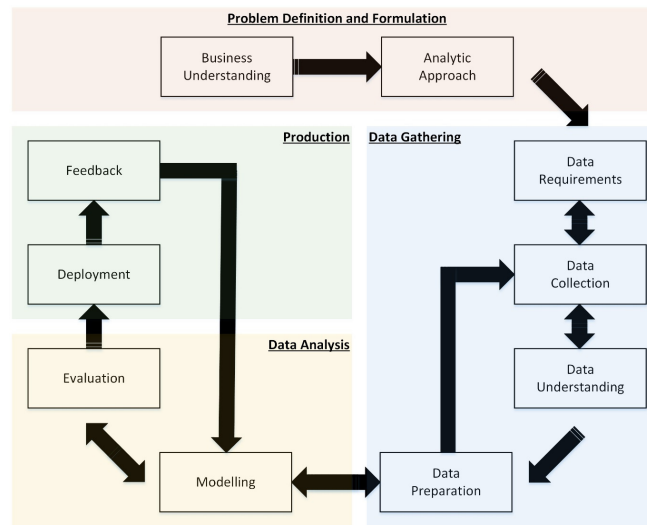 Problem Definition and Formulation
Business
Understanding
Analytic
Approach
Production
Data Gathering
Feedback
Data
Requirements
Deployment
Data
Collection
Data Analysis
Evaluation
Data
Understanding
Modelling
Data
Preparation